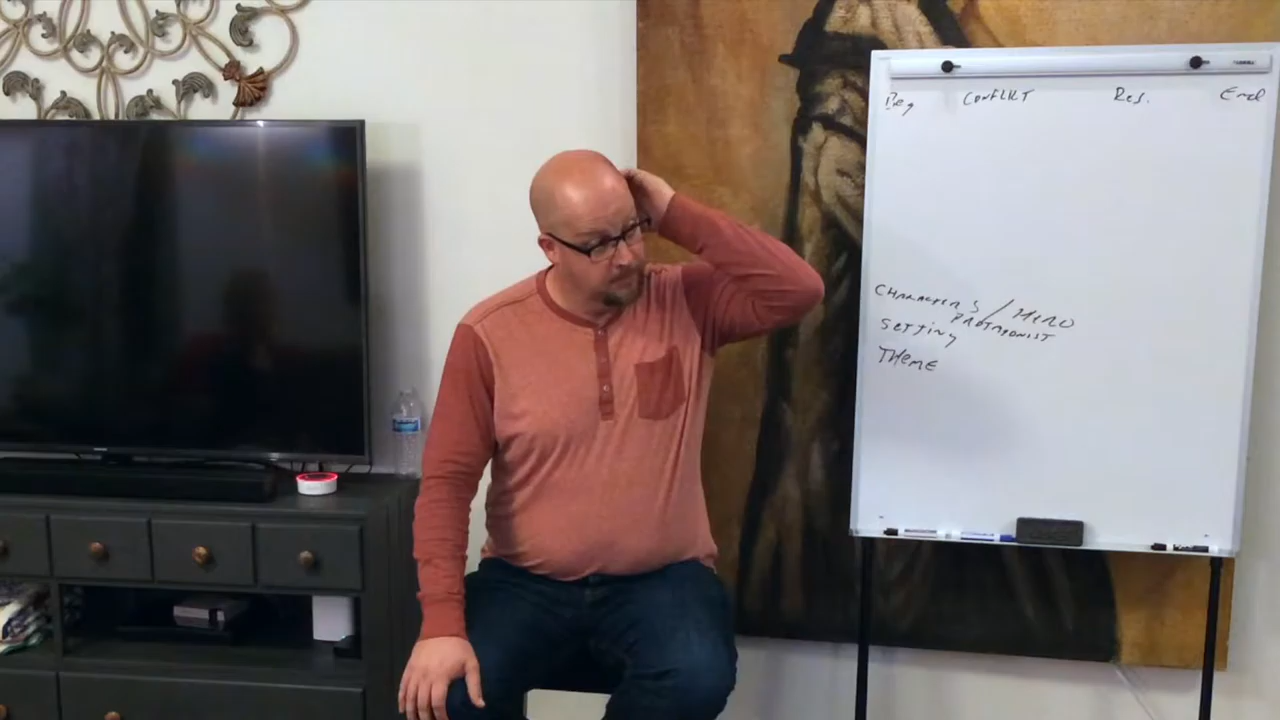 Beg CONFLICT Res. End
CHARACTERS / HERO
PROTAGONIST
SETTING
THEME